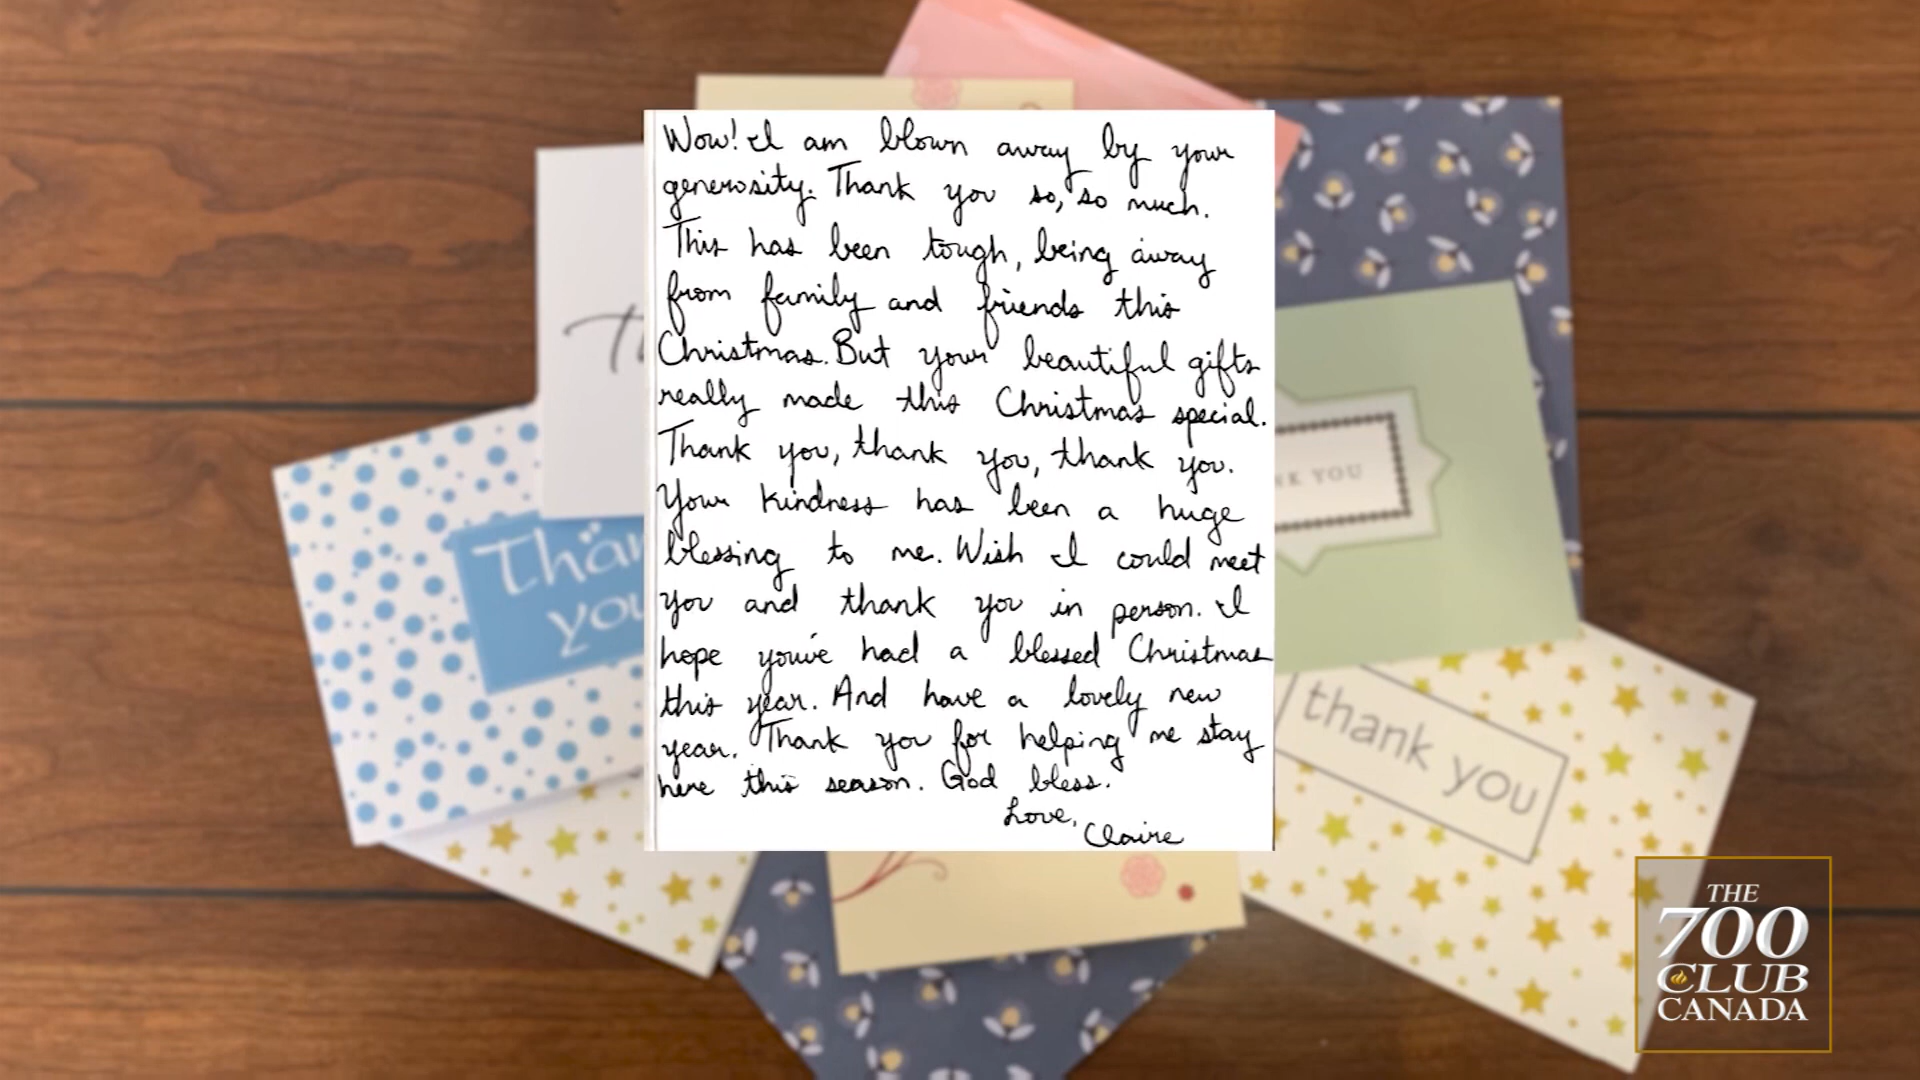 Wow! I am blown away by your
generosity. Thank you so, so much.
This has been tough, being away
from family and friends this
Christmas. But your beautiful gifts
really made this Christmas special.
Thank you, thank you, thank you.
Your kindness has been a huge
blessing to me. Wish I could meet
you and thank you in person. I
hope you've had a blessed Christmas
this year. And have a lovely new
year. Thank you for helping me stay
here this season. God bless.
Love,
Claire
Than
you
NK YOU
thank you
THE
700
CLUB
CANADA